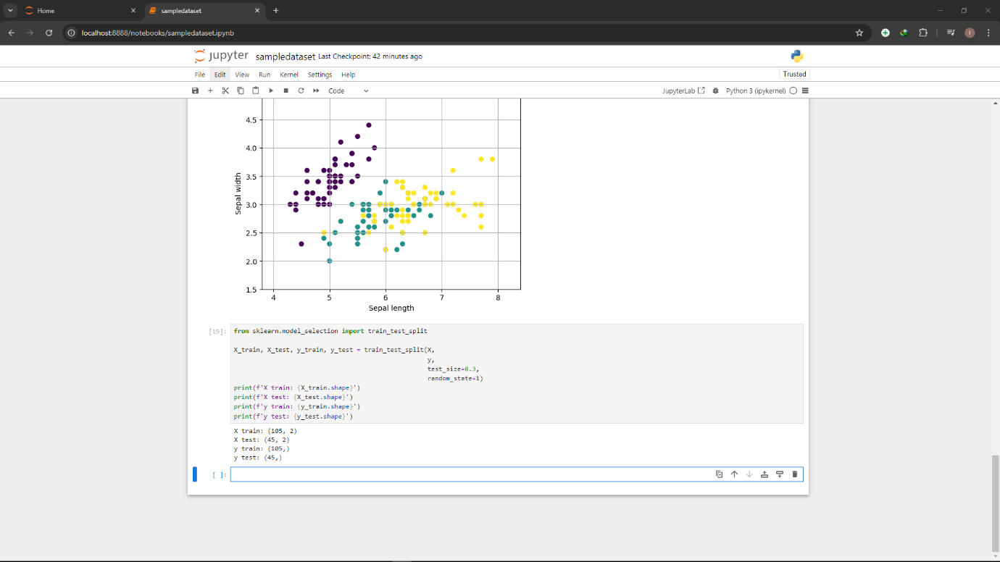 Home
sampledataset
localhost:8888/notebooks/sampledataset.ipynb
I
jupyter sampledataset Last Checkpoint: 42 minutes ago
File Edit View Run Kernel Settings Help
Trusted
Code
JupyterLab
Python 3 (ipykernel)
4.5
4.0
3.5
3.0
2.5
2.0
1.5
Sepal width
4 5 6 7 8
Sepal length
[19]:
from sklearn.model_selection import train_test_split
X_train, X_test, y_train, y_test = train_test_split(X,
y,
test_size=0.3,
random_state=1)
print(f'X train: {X_train.shape}')
print(f'X test: {X_test.shape}')
print(f'y train: {y_train.shape}')
print(f'y test: {y_test.shape}')
X train: (105, 2)
X test: (45, 2)
y train: (105,)
y test: (45,)
[ ]: